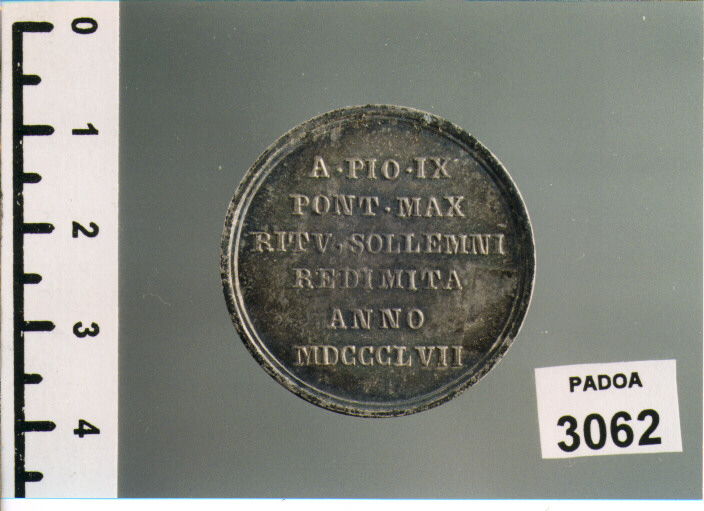 A·PIO·IX
PONT·MAX
RITV·SOLLEMNI
REDIMITA
ANNO
MDCCCLVII
PADOA
3062
0
1
2
3
4